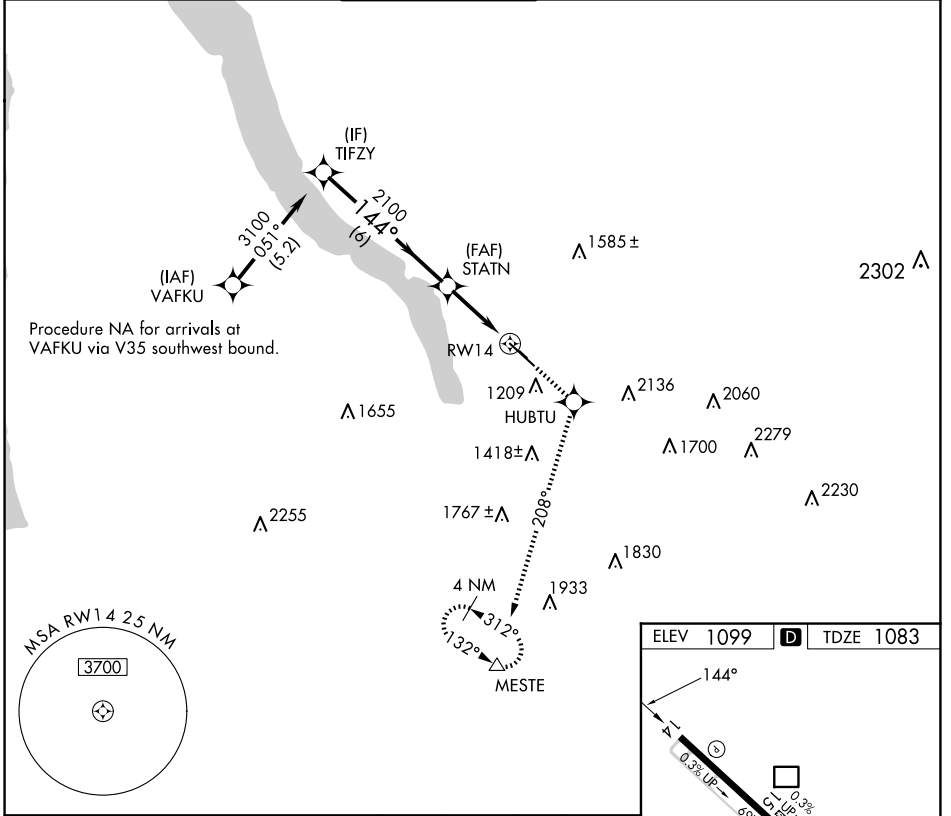 (IF)
TIFZY
2100
144°
(6)
3100
051°
(5.2)
(IAF)
VAFKU
(FAF)
STATN
1585 ±
2302
Procedure NA for arrivals at
VAFKU via V35 southwest bound.
RW14
1209
HUBTU
2136
2060
1655
1418±
1700
2279
2230
208°
1767 ±
2255
1830
1933
4 NM
312°
132°
MESTE
MSA RW14 25 NM
3700
ELEV 1099 D TDZE 1083
144°
14
P
0.3% UP
0.3%
UP